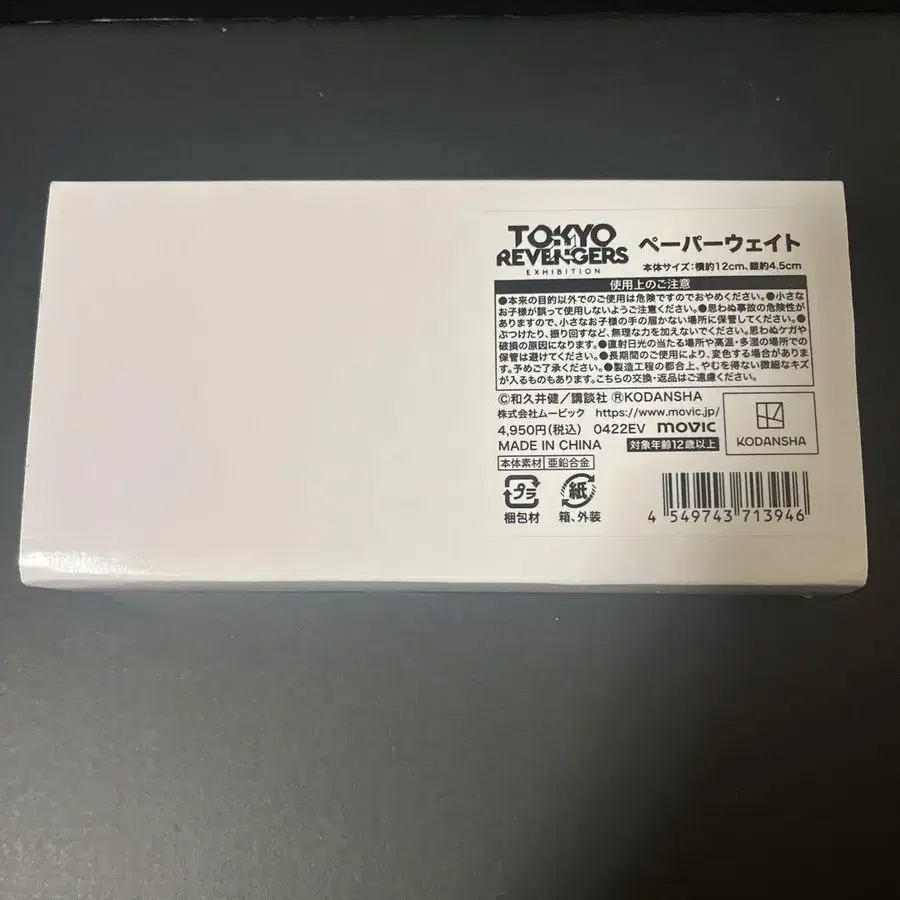 TOKYO
REVENGERS
EXHIBITION
ペーパーウェイト
本体サイズ:横約12cm、縦約4.5cm
使用上のご注意
●本来の目的以外でのご使用は危険ですのでおやめください。●小さな
お子様が誤って使用しないようご注意ください。●思わぬ事故の危険性が
ありますので、小さなお子様の手の届かない場所に保管してください。●
ぶつけたり、振り回すなど、無理な力を加えないでください。思わぬケガや
破損の原因になります。●直射日光の当たる場所や高温・多湿の場所での
保管は避けてください。●長期間のご使用により、変色する場合がありま
す。予めご了承ください。●製造工程の都合上、やむを得ない微細なキズ
が入るものもあります。こちらの交換・返品はご遠慮ください。
©和久井健/講談社 ®KODANSHA
株式会社ムービック https://www.movic.jp/
4,950円(税込) 0422EV movic
MADE IN CHINA 対象年齢12歳以上
KODANSHA
本体素材 亜鉛合金
プラ 紙
梱包材 箱、外装
4 549743 713946